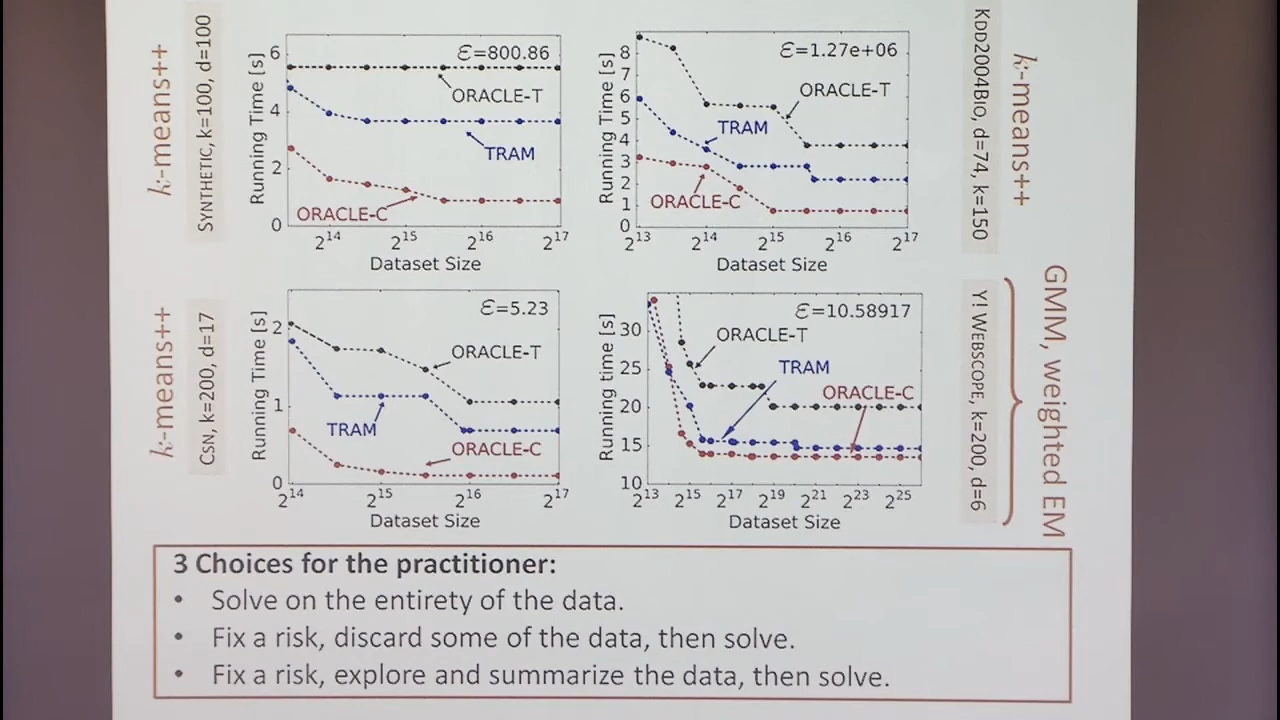 k-means++
SYNTHETIC, k=100, d=100
Running Time [s]
6
4
2
0
ε=800.86
ORACLE-T
TRAM
ORACLE-C
2^14 2^15 2^16 2^17
Dataset Size
Running Time [s]
8
7
6
5
4
3
2
1
0
ε=1.27e+06
ORACLE-T
TRAM
ORACLE-C
2^13 2^14 2^15 2^16 2^17
Dataset Size
KDD2004BIO, d=74, k=150
k-means++
k-means++
CSN, k=200, d=17
Running Time [s]
2
1
0
ε=5.23
ORACLE-T
TRAM
ORACLE-C
2^14 2^15 2^16 2^17
Dataset Size
Running time [s]
30
25
20
15
10
ε=10.58917
ORACLE-T
TRAM
ORACLE-C
2^13 2^15 2^17 2^19 2^21 2^23 2^25
Dataset Size
Y! WEBSCOPE, k=200, d=6
GMM, weighted EM
3 Choices for the practitioner:
• Solve on the entirety of the data.
• Fix a risk, discard some of the data, then solve.
• Fix a risk, explore and summarize the data, then solve.